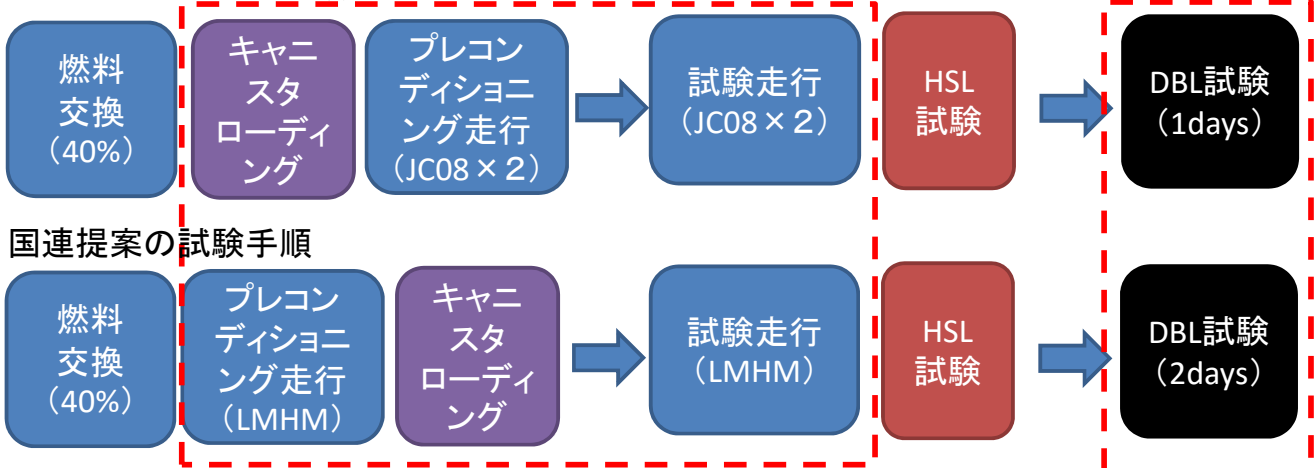 燃料
交換
（40%）
キャニ
スタ
ローディ
ング
プレコン
ディショニ
ング走行
（JC08×２）
試験走行
（JC08×２）
HSL
試験
DBL試験
（1days）
国連提案の試験手順
燃料
交換
（40%）
プレコン
ディショニ
ング走行
（LMHM）
キャニ
スタ
ローディ
ング
試験走行
（LMHM）
HSL
試験
DBL試験
（2days）